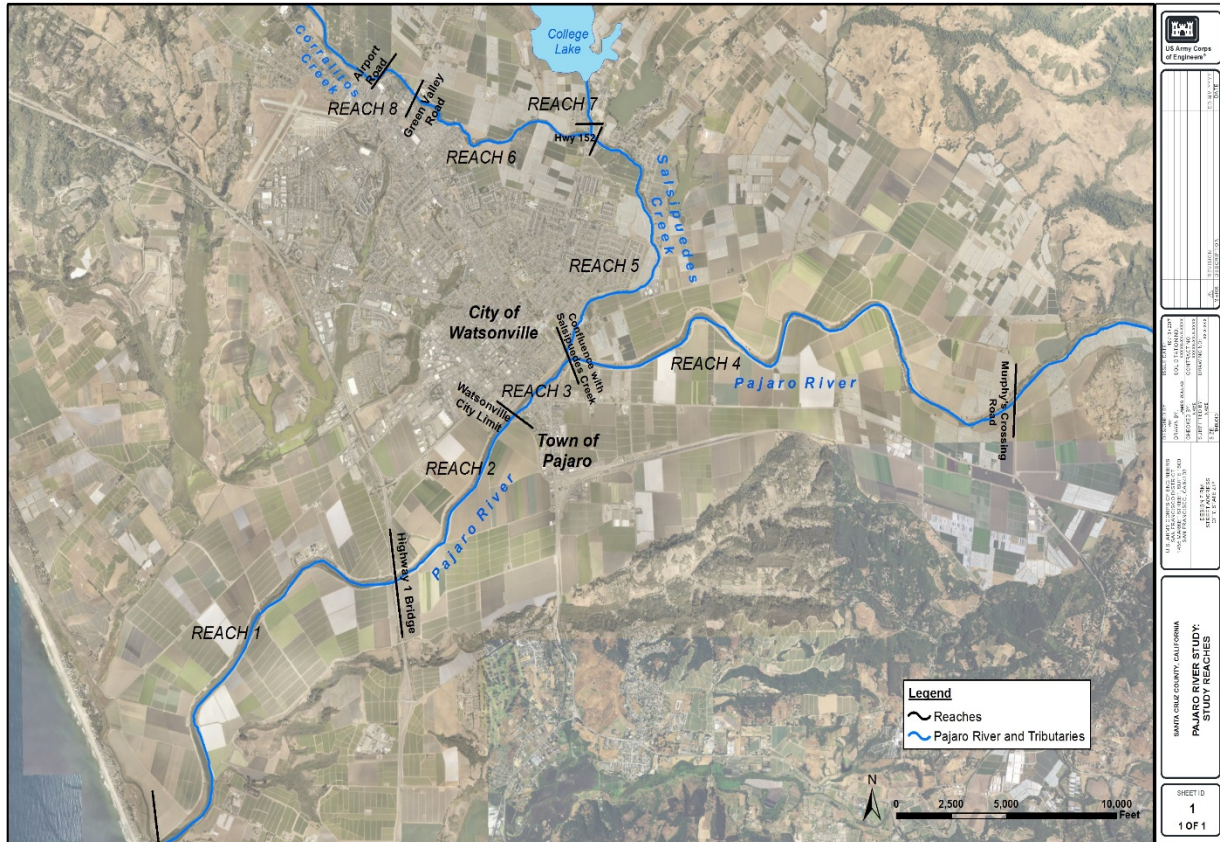 College
Lake
Corralitos
Creek
Airport
Road
REACH 8
Green Valley
Road
REACH 7
Hwy 152
REACH 6
Salsipuedes
Creek
REACH 5
City of
Watsonville
Confluence with
Salsipuedes Creek
REACH 4
Pajaro River
Murphy's Crossing
Road
REACH 3
Watsonville
City Limit
Town of
Pajaro
REACH 2
Pajaro River
Highway 1 Bridge
REACH 1
Legend
Reaches
Pajaro River and Tributaries
N
0 2,500 5,000 10,000
Feet
US Army Corps
of Engineers®
SANTA CRUZ COUNTY, CALIFORNIA
PAJARO RIVER STUDY:
STUDY REACHES
SHEET ID
1
1 OF 1